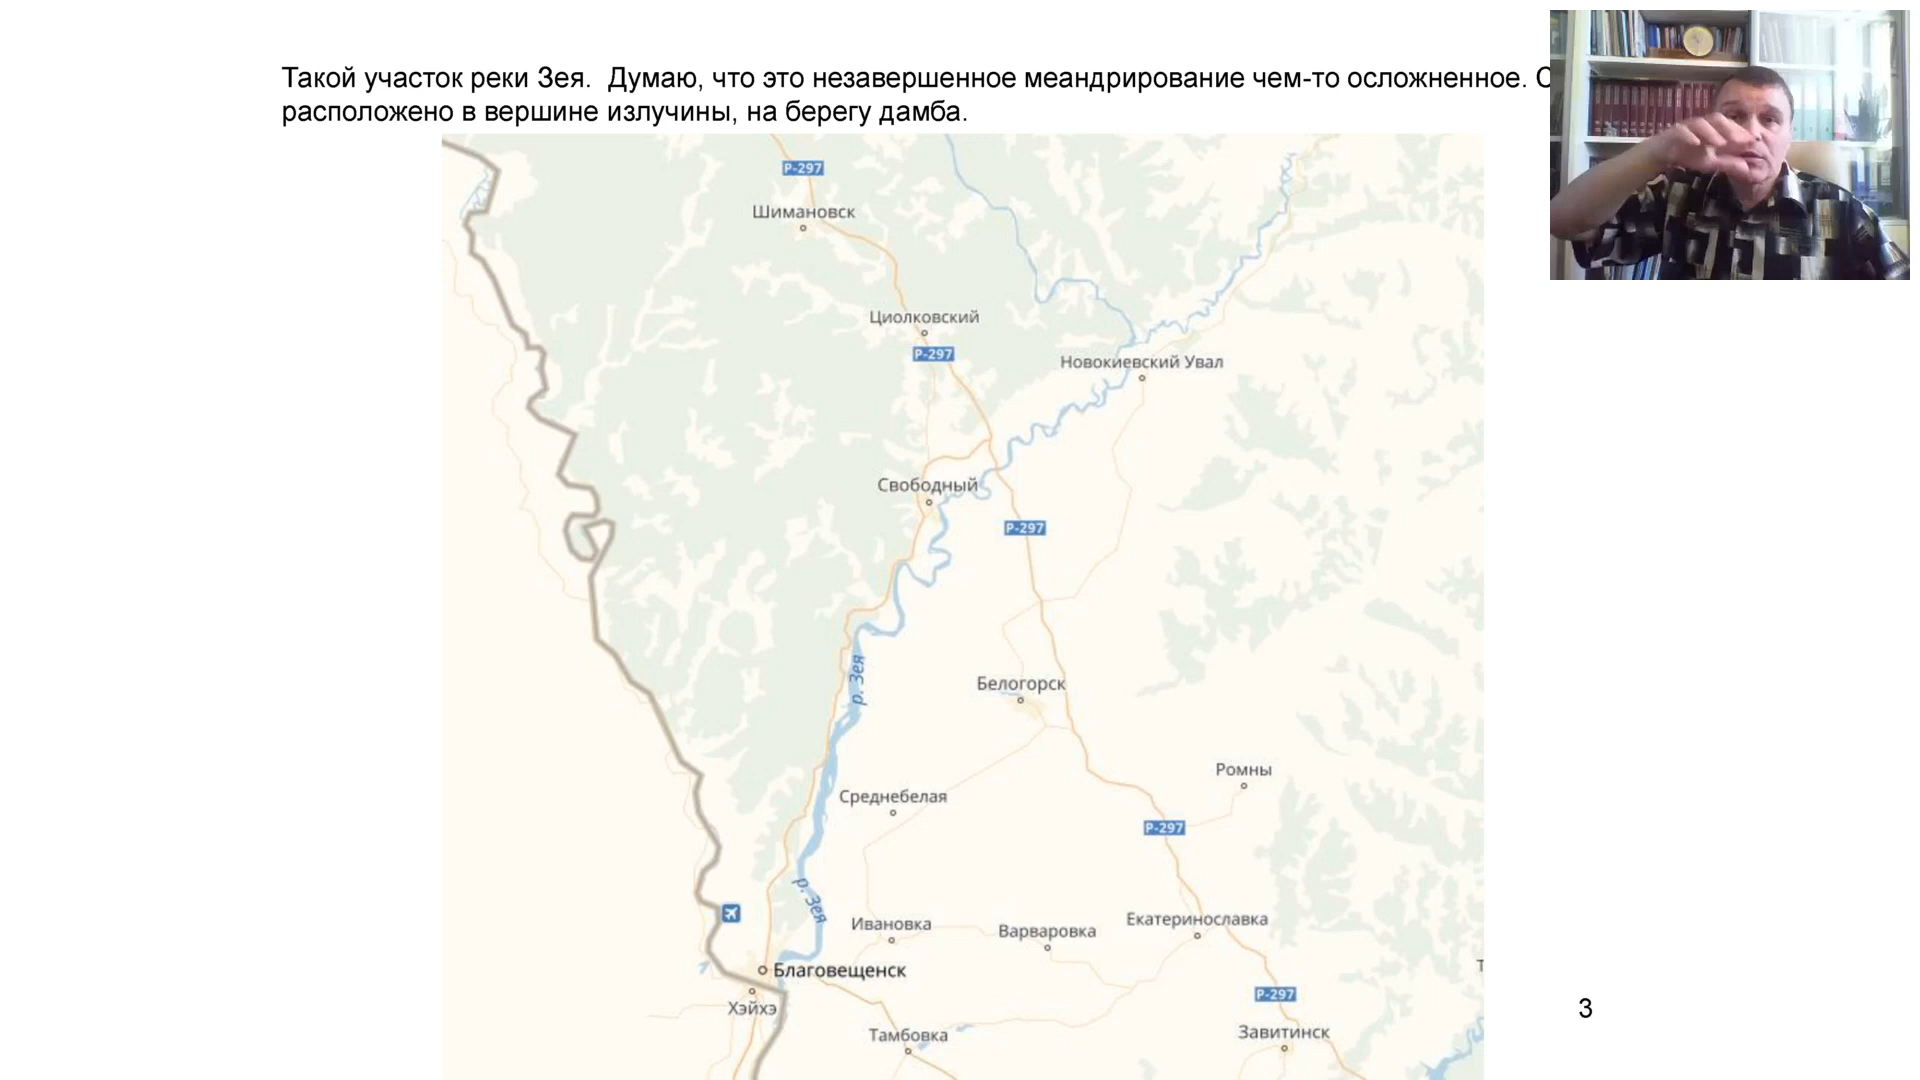 Такой участок реки Зея.  Думаю, что это незавершенное меандрирование чем-то осложненное. С
расположено в вершине излучины, на берегу дамба.
Р-297
Шимановск
Циолковский
Р-297
Новокиевский Увал
Свободный
Р-297
р. Зея
Белогорск
Ромны
Среднебелая
Р-297
р. Зея
Ивановка
Варваровка
Екатеринославка
Благовещенск
Р-297
Хэйхэ
3
Тамбовка
Завитинск